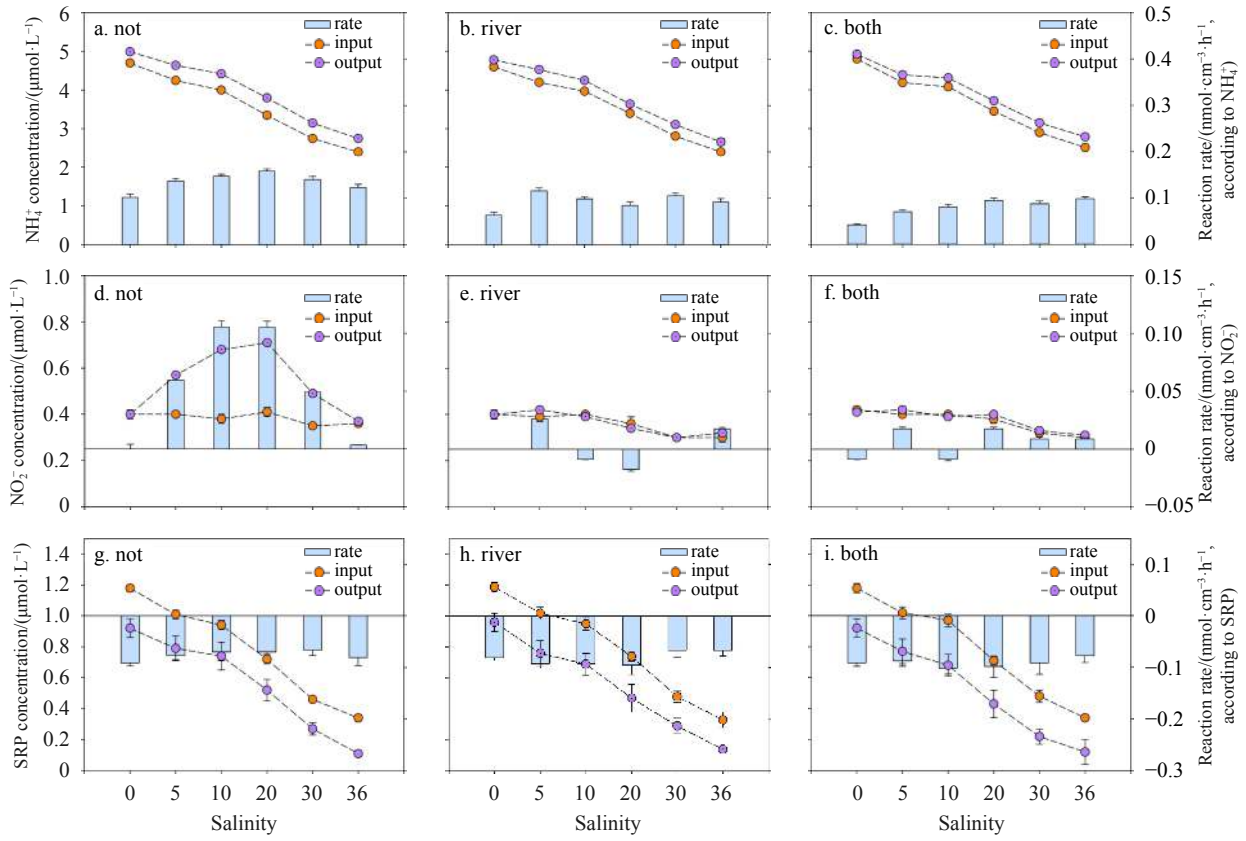 a. not
rate
input
output
b. river
rate
input
output
c. both
rate
input
output
NH₄⁺ concentration/(μmol·L⁻¹)
6
5
4
3
2
1
0
0.5
0.4
0.3
0.2
0.1
0
Reaction rate/(nmol·cm⁻³·h⁻¹,
according to NH₄⁺)
d. not
rate
input
output
e. river
rate
input
output
f. both
rate
input
output
NO₂⁻ concentration/(μmol·L⁻¹)
1.0
0.8
0.6
0.4
0.2
0
0.15
0.10
0.05
0
−0.05
Reaction rate/(nmol·cm⁻³·h⁻¹,
according to NO₂⁻)
g. not
rate
input
output
h. river
rate
input
output
i. both
rate
input
output
SRP concentration/(μmol·L⁻¹)
1.4
1.2
1.0
0.8
0.6
0.4
0.2
0
0.1
0
−0.1
−0.2
−0.3
Reaction rate/(nmol·cm⁻³·h⁻¹,
according to SRP)
0 5 10 20 30 36
0 5 10 20 30 36
0 5 10 20 30 36
Salinity
Salinity
Salinity